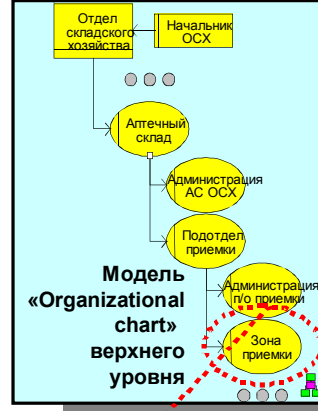 Отдел
складского
хозяйства
Начальник
ОСХ
Аптечный
склад
Администрация
АС ОСХ
Подотдел
приемки
Модель
«Organizational
chart»
верхнего
уровня
Администрация
п/о приемки
Зона
приемки